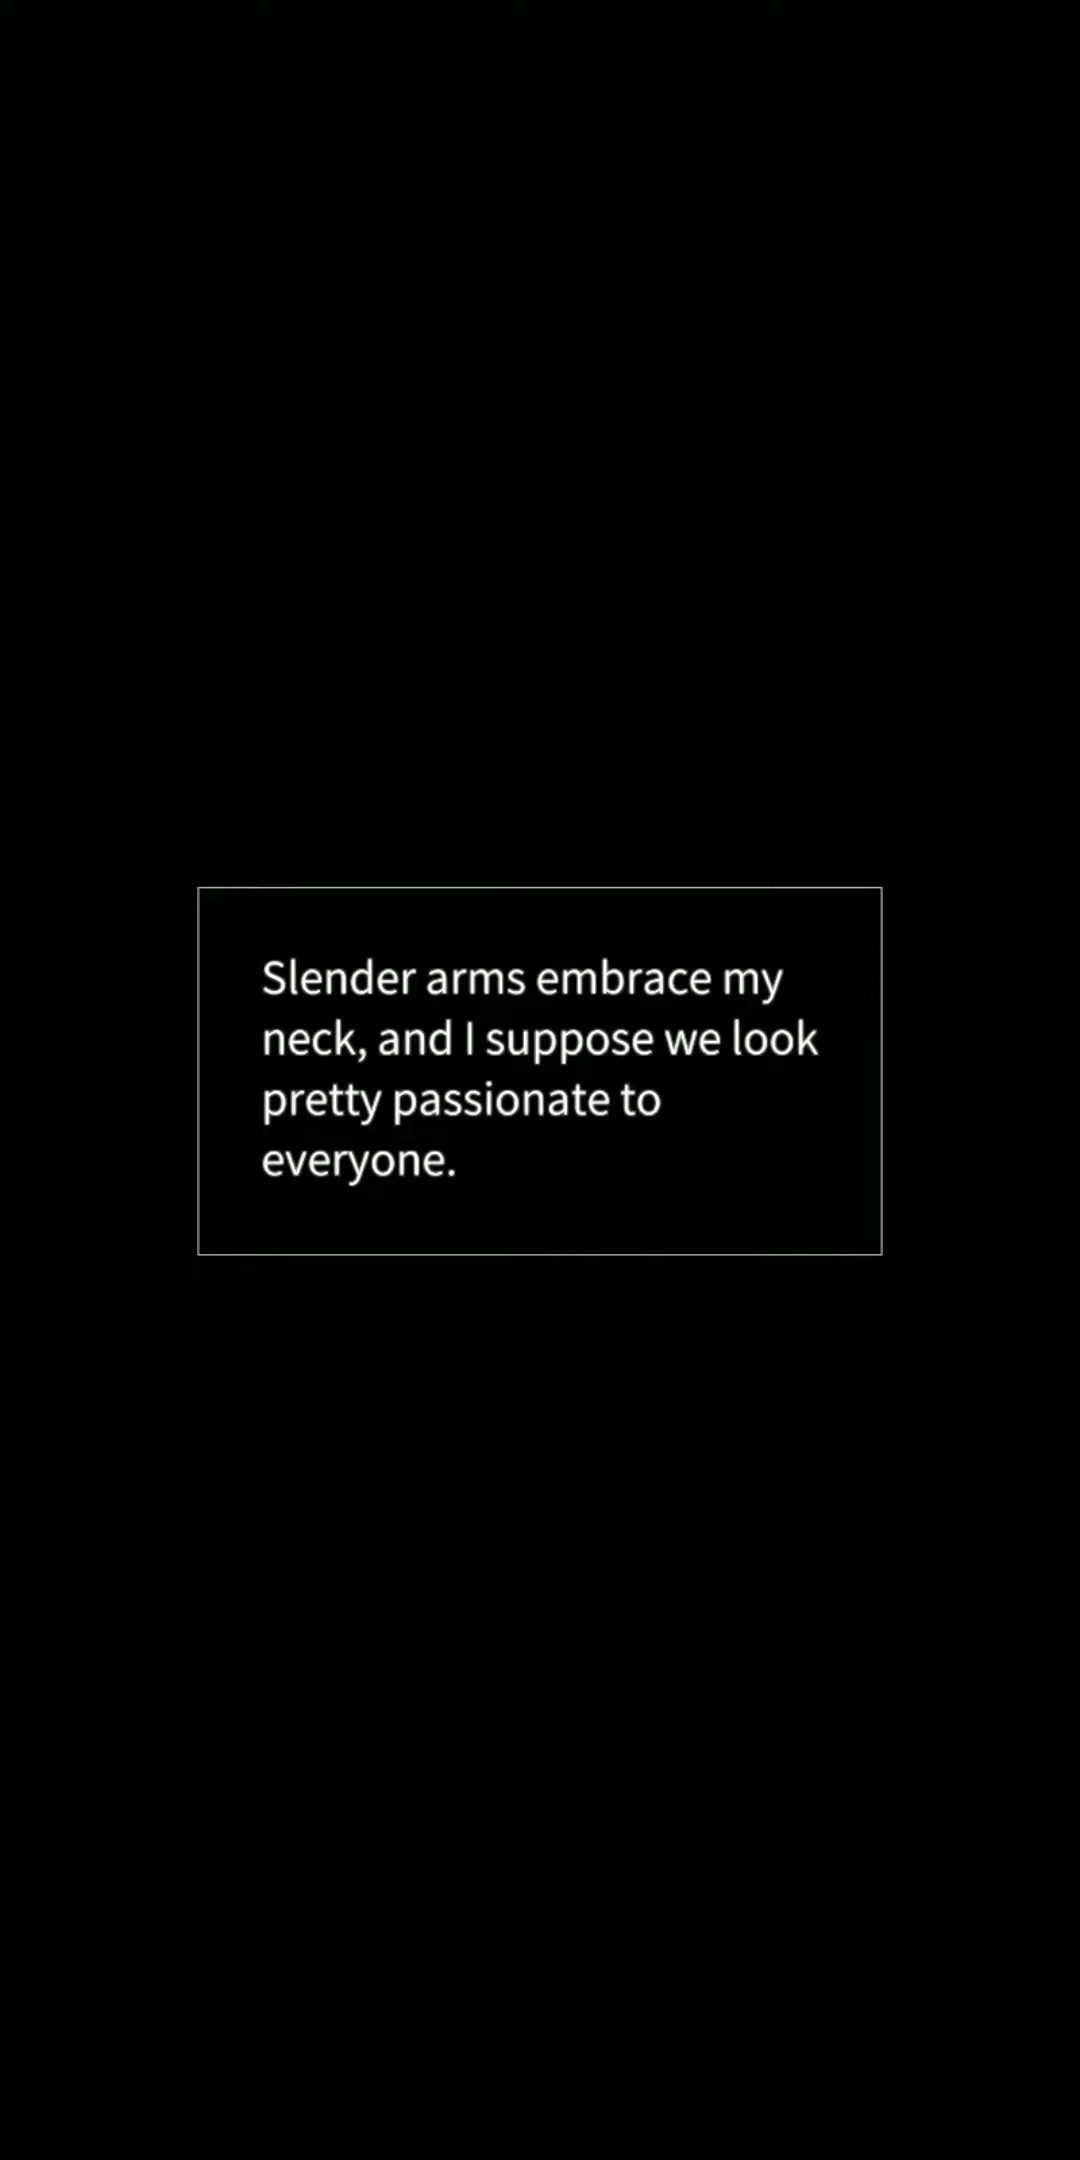 Slender arms embrace my
neck, and I suppose we look
pretty passionate to
everyone.